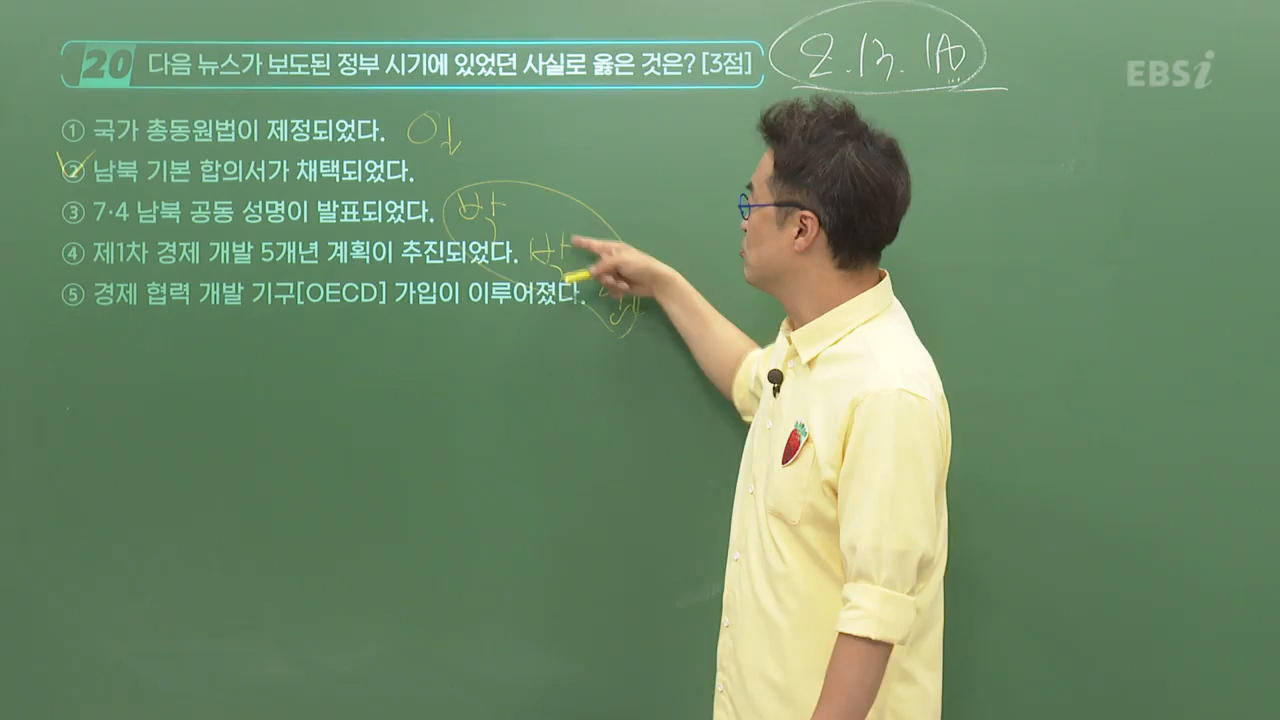 20 다음 뉴스가 보도된 정부 시기에 있었던 사실로 옳은 것은? [3점]
2. 13. 19
EBSi
① 국가 총동원법이 제정되었다. 일
② 남북 기본 합의서가 채택되었다.
③ 7·4 남북 공동 성명이 발표되었다. 박
④ 제1차 경제 개발 5개년 계획이 추진되었다. 박
⑤ 경제 협력 개발 기구[OECD] 가입이 이루어졌다.